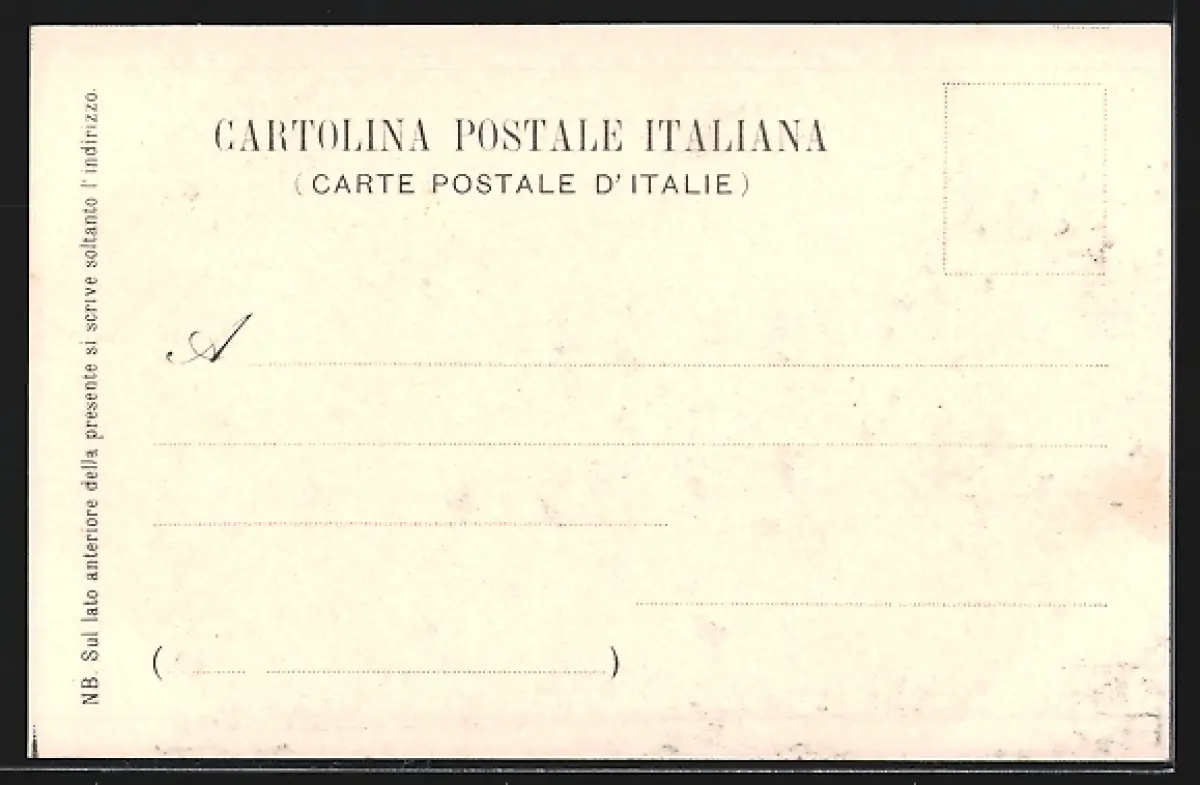 CARTOLINA POSTALE ITALIANA
(CARTE POSTALE D'ITALIE)
A
( )
NB. Sul lato anteriore della presente si scrive soltanto l'indirizzo.